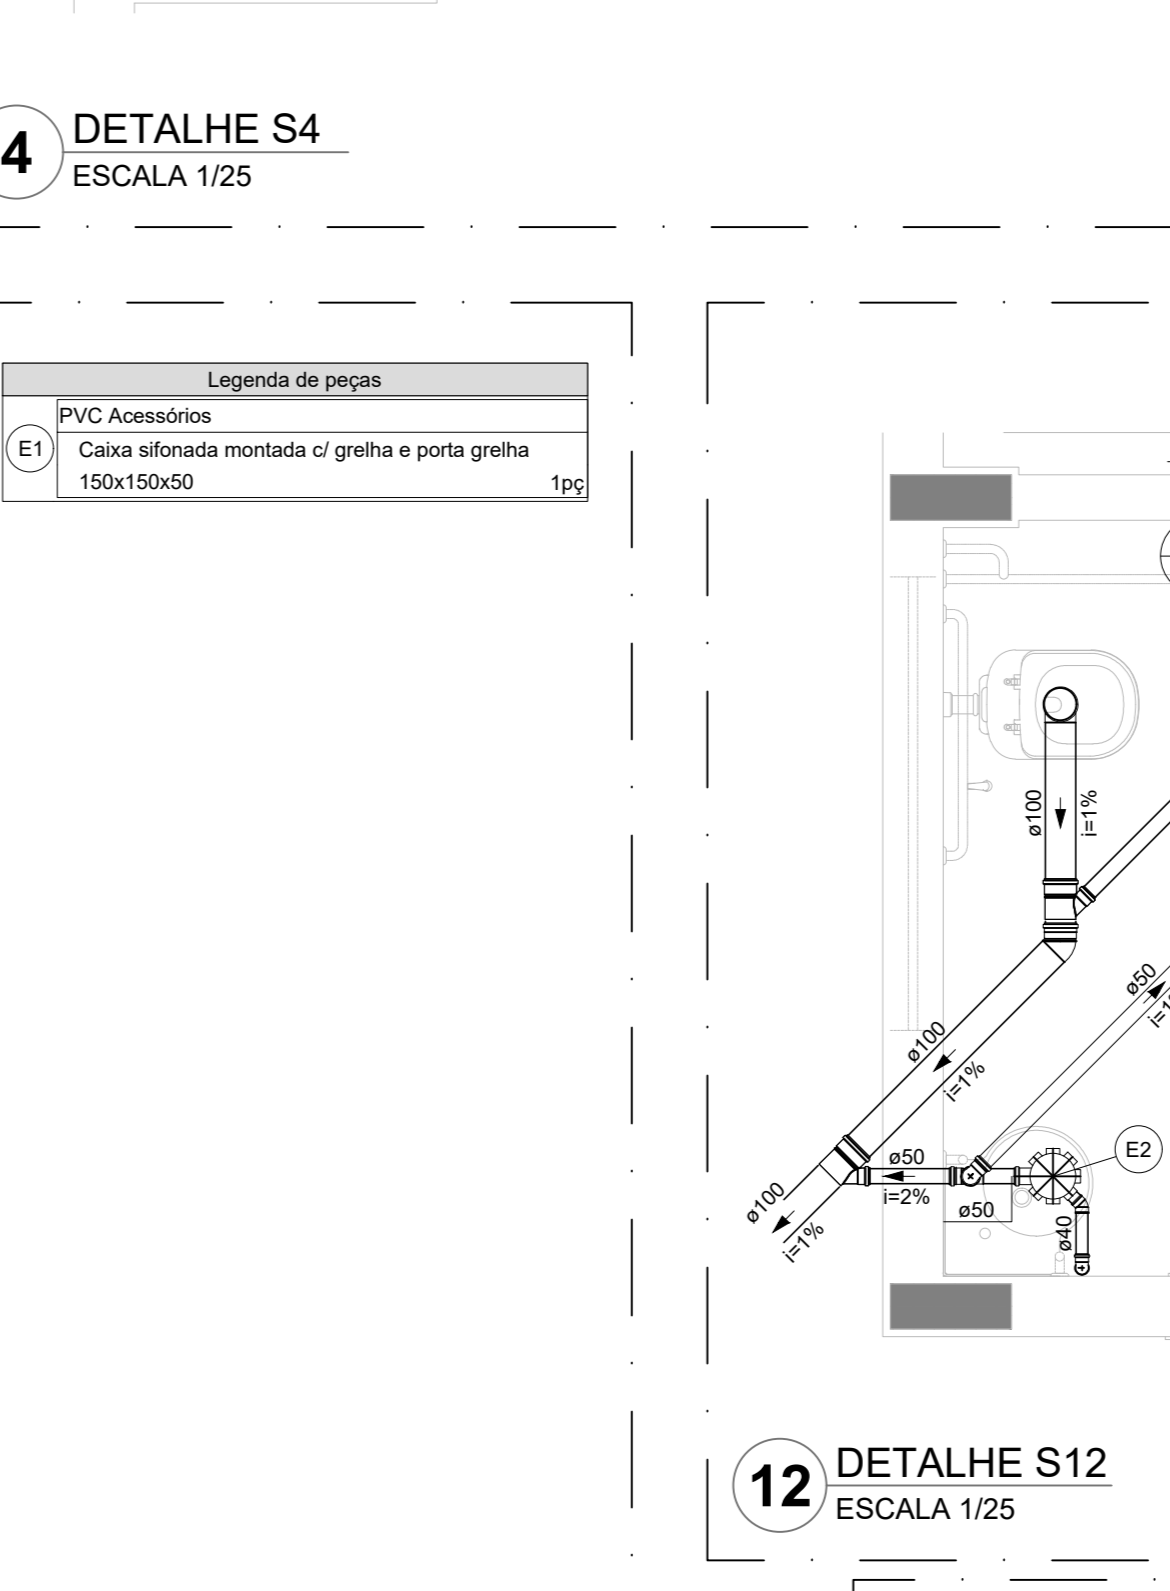 4
DETALHE S4
ESCALA 1/25
Legenda de peças
E1
PVC Acessórios
Caixa sifonada montada c/ grelha e porta grelha
150x150x50 1pç
ø100
i=1%
ø50
ø100
i=1%
E2
ø50
i=2%
ø50
ø100
i=1%
ø40
12
DETALHE S12
ESCALA 1/25